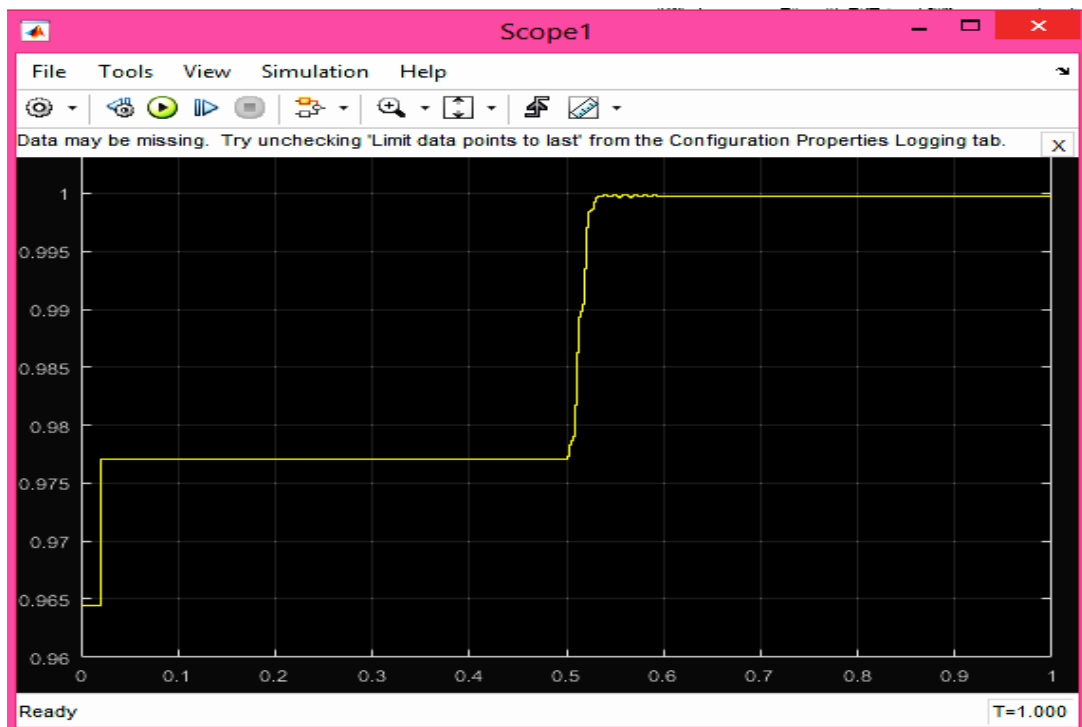 Scope1
File Tools View Simulation Help
Data may be missing. Try unchecking 'Limit data points to last' from the Configuration Properties Logging tab.
X
1
0.995
0.99
0.985
0.98
0.975
0.97
0.965
0.96
0 0.1 0.2 0.3 0.4 0.5 0.6 0.7 0.8 0.9 1
Ready T=1.000